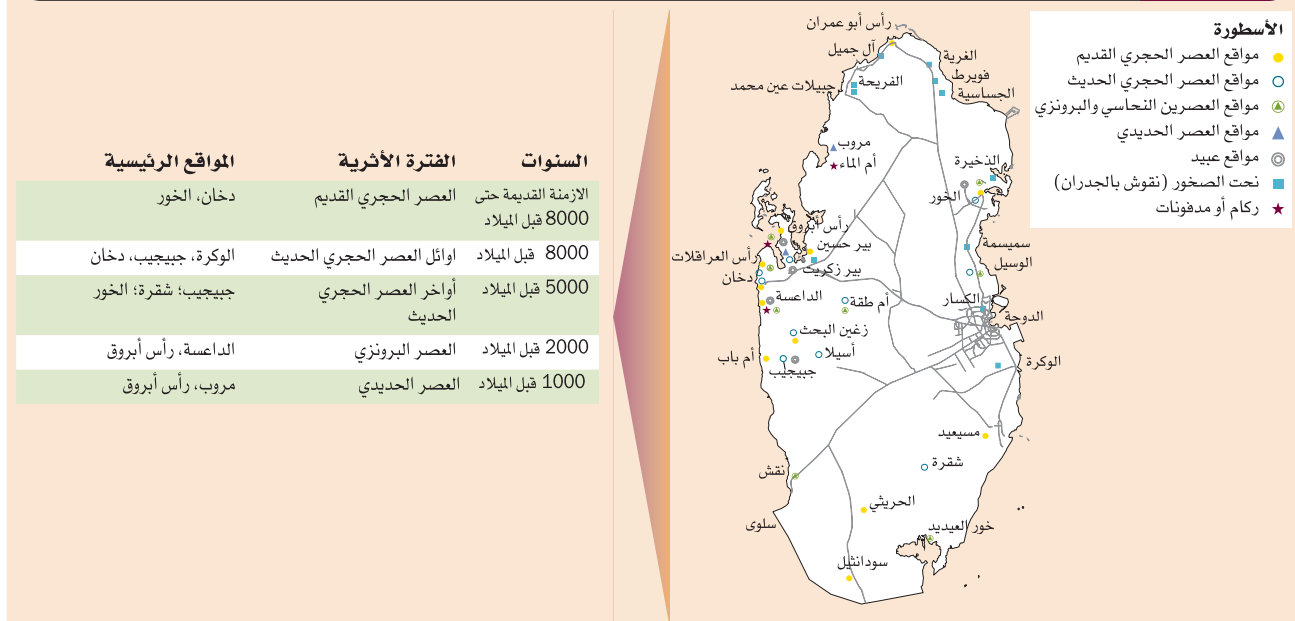 الأسطورة
مواقع العصر الحجري القديم
مواقع العصر الحجري الحديث
مواقع العصرين النحاسي والبرونزي
مواقع العصر الحديدي
مواقع عبيد
نحت الصخور (نقوش بالجدران)
ركام أو مدفونات
رأس أبو عمران
آل جميل
الغرية
فويرط
الجساسية
الفريحة
جبيلات عين محمد
مروب
أم الماء
الذخيرة
الخور
رأس أبروق
بير حسين
سميسمة
الوسيل
رأس العراقلات
بير زكريت
دخان
الداعسة
أم طقة
الكسار
الدوحة
زغين البحث
أسيلا
أم باب
جبيجيب
الوكرة
مسيعيد
شقرة
نقش
الحريثي
سلوى
خور العيديد
سودانثيل
السنوات الفترة الأثرية المواقع الرئيسية
الازمنة القديمة حتى العصر الحجري القديم دخان، الخور
8000 قبل الميلاد
8000 قبل الميلاد اوائل العصر الحجري الحديث الوكرة، جبيجيب، دخان
5000 قبل الميلاد أواخر العصر الحجري جبيجيب؛ شقرة؛ الخور
الحديث
2000 قبل الميلاد العصر البرونزي الداعسة، رأس أبروق
1000 قبل الميلاد العصر الحديدي مروب، رأس أبروق